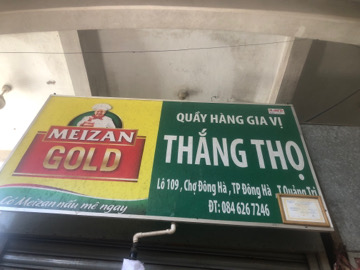 MEIZAN
GOLD
Có Meizan nấu mê ngay
QUẦY HÀNG GIA VỊ
THẮNG THỌ
Lô 109, Chợ Đông Hà, TP Đông Hà, T.Quảng Trị
ĐT: 084 626 7246